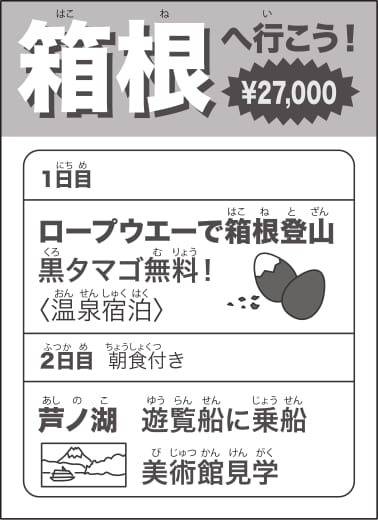 箱根へ行こう！
¥27,000
1日目
ロープウエーで箱根登山
黒タマゴ無料！
〈温泉宿泊〉
2日目 朝食付き
芦ノ湖 遊覧船に乗船
美術館見学